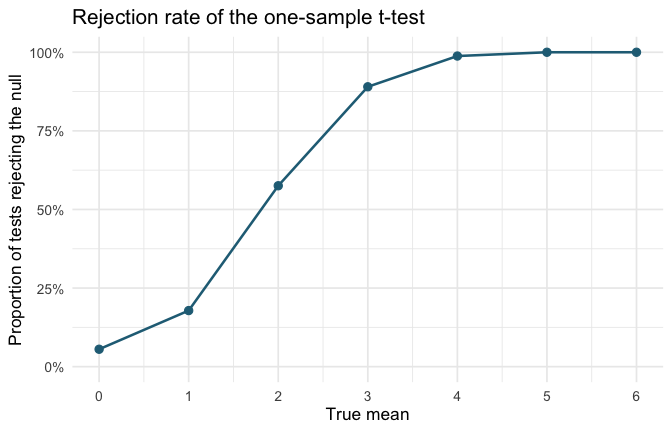 Rejection rate of the one-sample t-test
Proportion of tests rejecting the null
100%
75%
50%
25%
0%
0 1 2 3 4 5 6
True mean